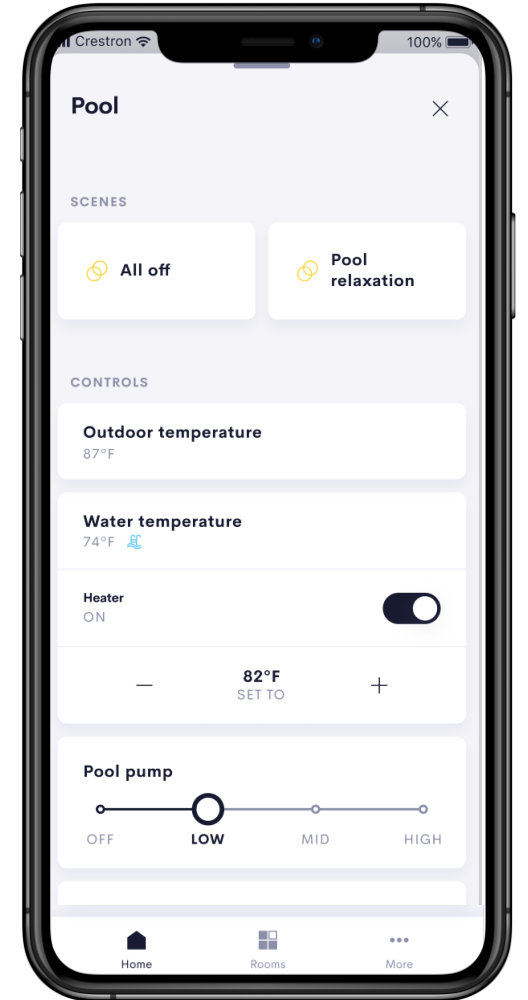 Crestron 100%
Pool
SCENES
All off
Pool
relaxation
CONTROLS
Outdoor temperature
87°F
Water temperature
74°F
Heater
ON
82°F
SET TO
Pool pump
OFF LOW MID HIGH
Home Rooms More